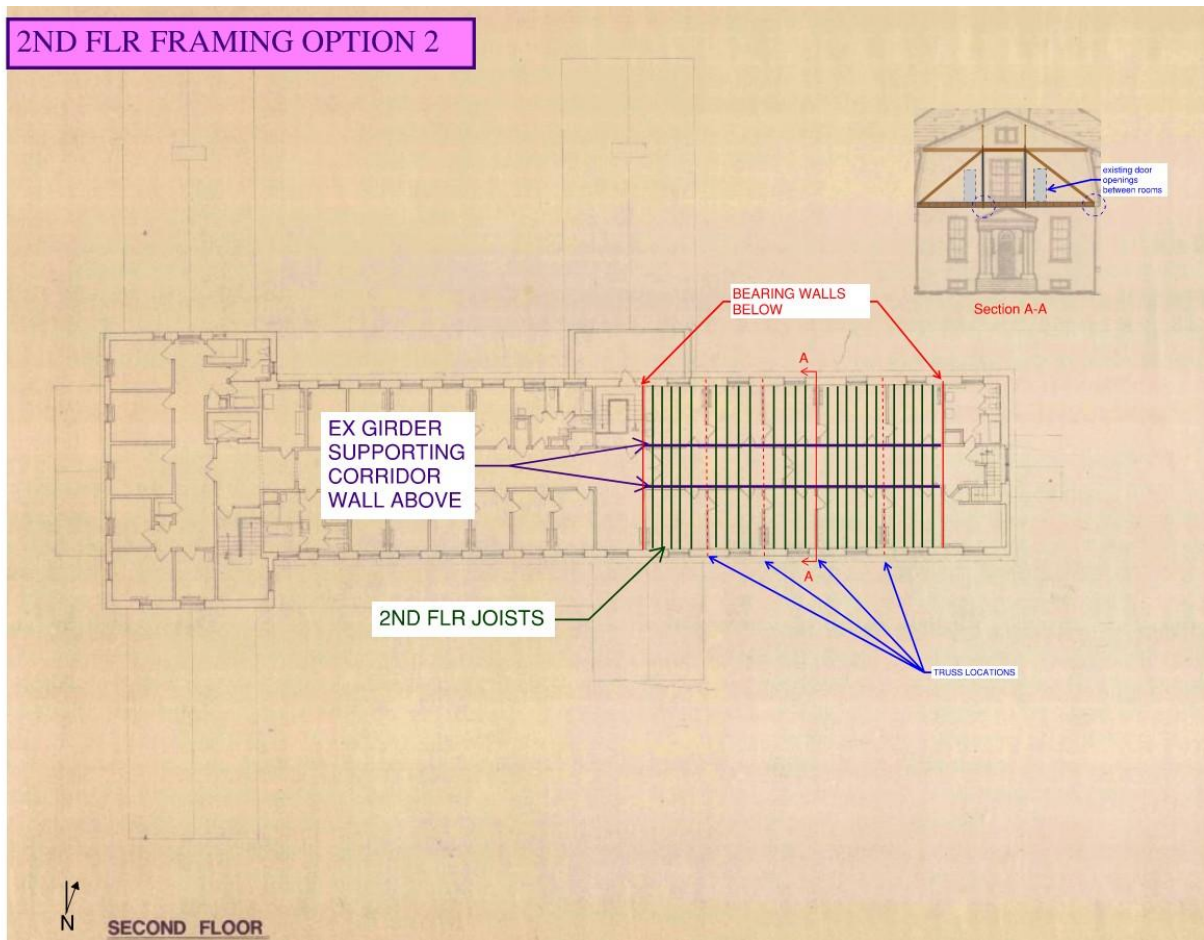 2ND FLR FRAMING OPTION 2
existing door
openings
between rooms
Section A-A
BEARING WALLS
BELOW
A
EX GIRDER
SUPPORTING
CORRIDOR
WALL ABOVE
A
2ND FLR JOISTS
TRUSS LOCATIONS
N
SECOND FLOOR